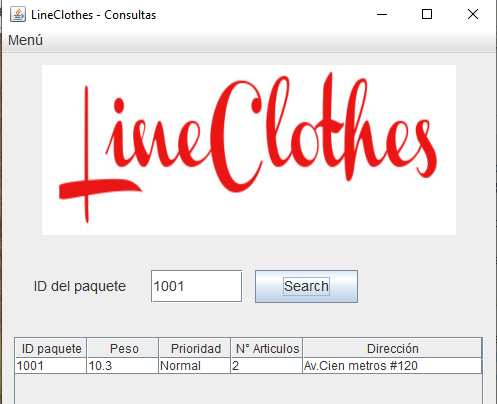 LineClothes - Consultas
Menú
LineClothes
ID del paquete 1001 Search
ID paquete Peso Prioridad N° Articulos Dirección
1001 10.3 Normal 2 Av.Cien metros #120